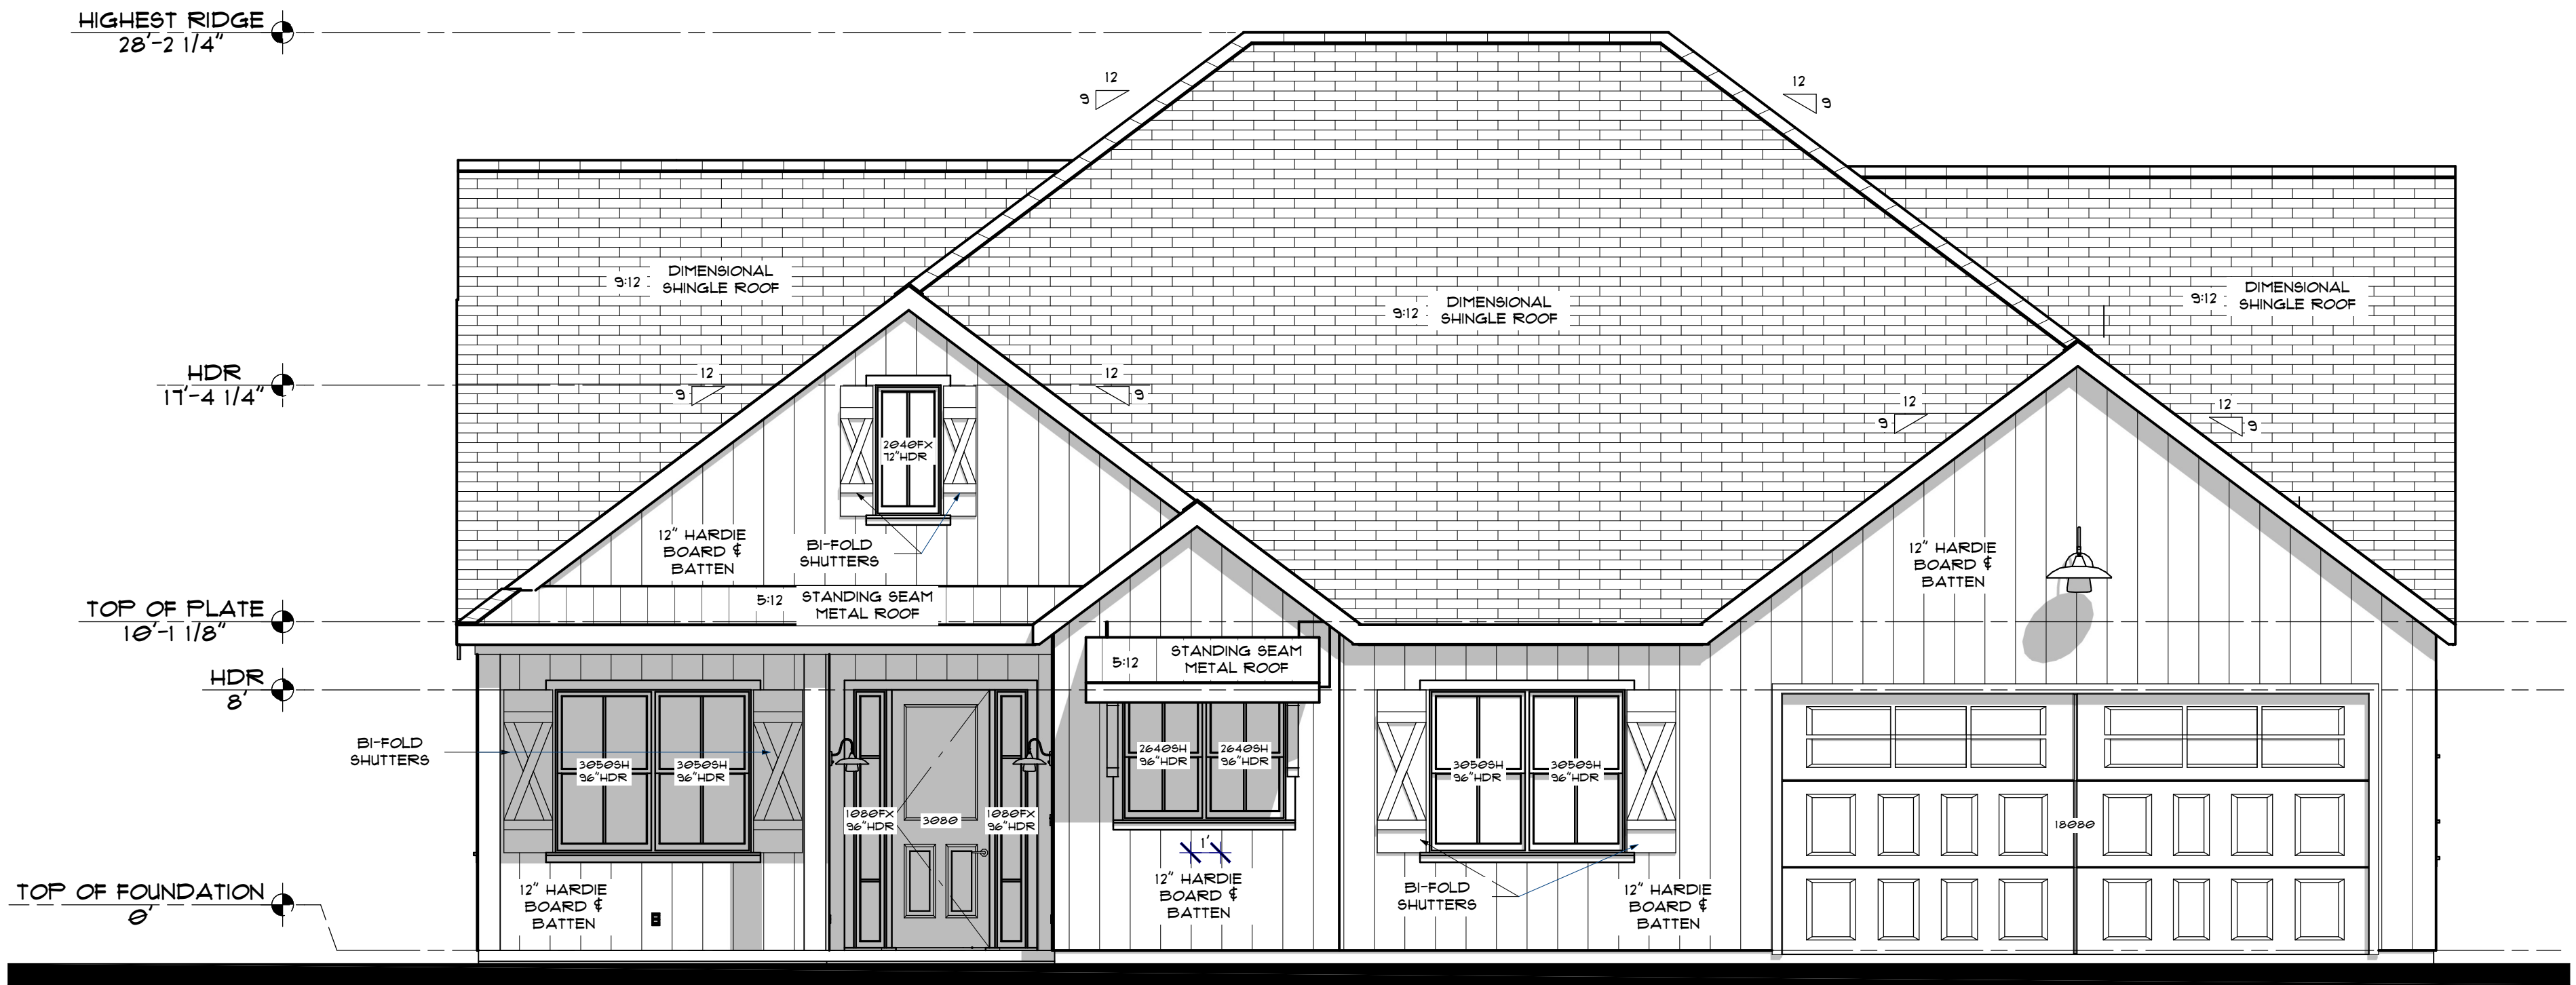 HIGHEST RIDGE
28'-2 1/4"
12
9
12
9
9:12
DIMENSIONAL
SHINGLE ROOF
9:12
DIMENSIONAL
SHINGLE ROOF
9:12
DIMENSIONAL
SHINGLE ROOF
HDR
17'-4 1/4"
12
9
12
9
12
9
12
9
2040FX
72"HDR
12" HARDIE
BOARD &
BATTEN
BI-FOLD
SHUTTERS
12" HARDIE
BOARD &
BATTEN
TOP OF PLATE
10'-1 1/8"
5:12
STANDING SEAM
METAL ROOF
5:12
STANDING SEAM
METAL ROOF
HDR
8'
BI-FOLD
SHUTTERS
3050SH
96"HDR
3050SH
96"HDR
1080FX
96"HDR
3080
1080FX
96"HDR
2640SH
96"HDR
2640SH
96"HDR
3050SH
96"HDR
3050SH
96"HDR
18080
1'
TOP OF FOUNDATION
0'
12" HARDIE
BOARD &
BATTEN
12" HARDIE
BOARD &
BATTEN
BI-FOLD
SHUTTERS
12" HARDIE
BOARD &
BATTEN